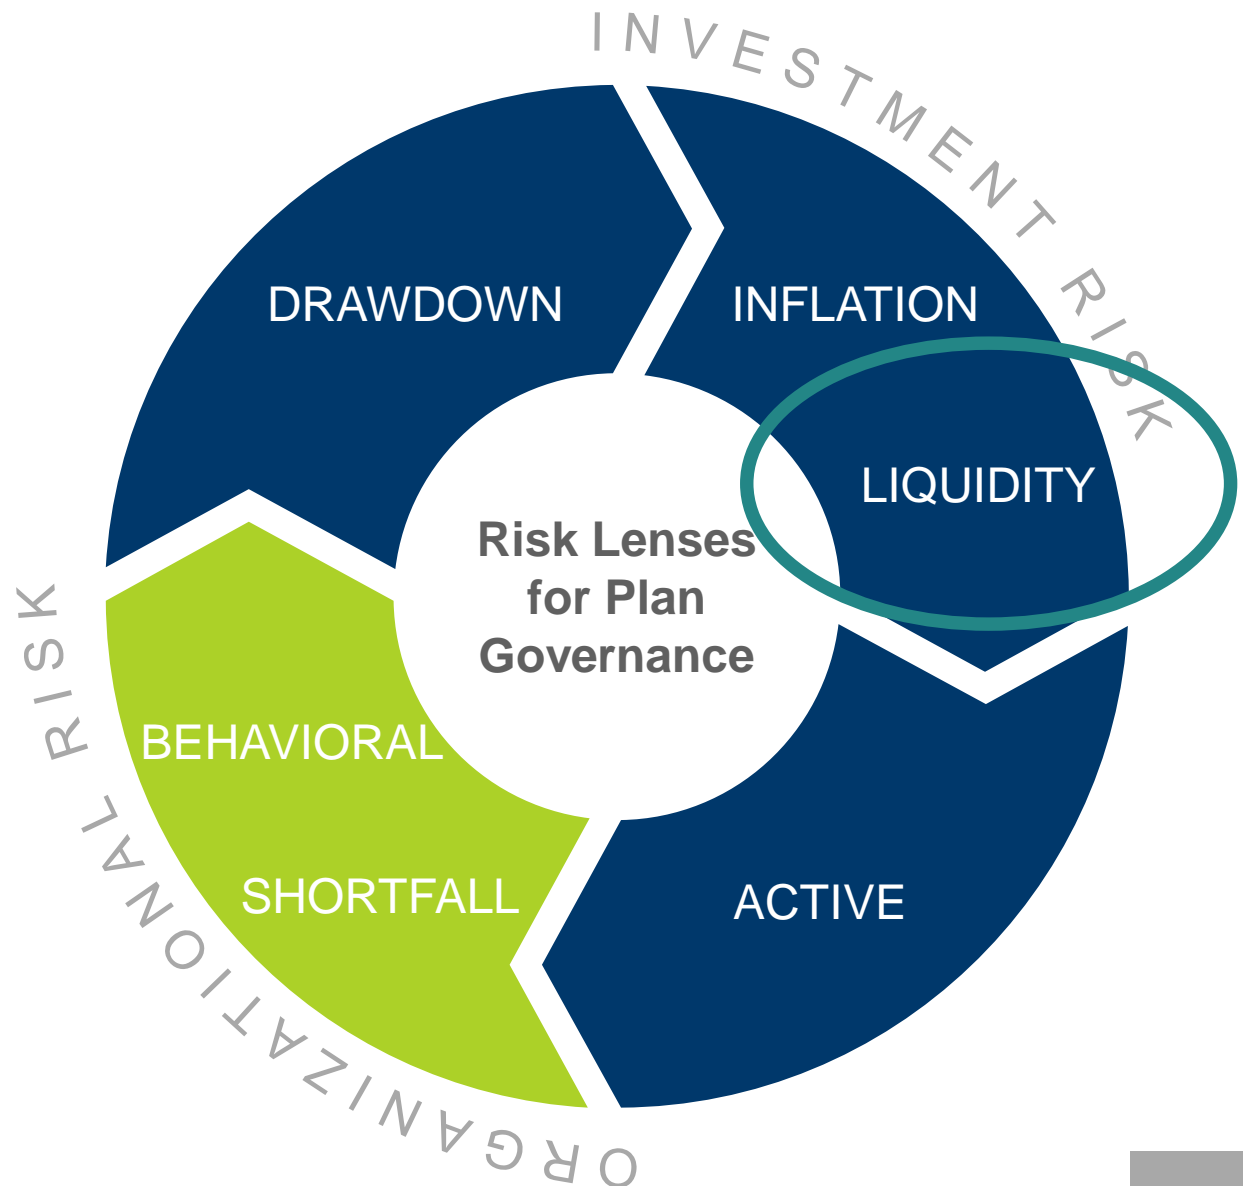 INVESTMENT RISK
DRAWDOWN
INFLATION
LIQUIDITY
Risk Lenses
for Plan
Governance
BEHAVIORAL
SHORTFALL
ACTIVE
ORGANIZATIONAL RISK